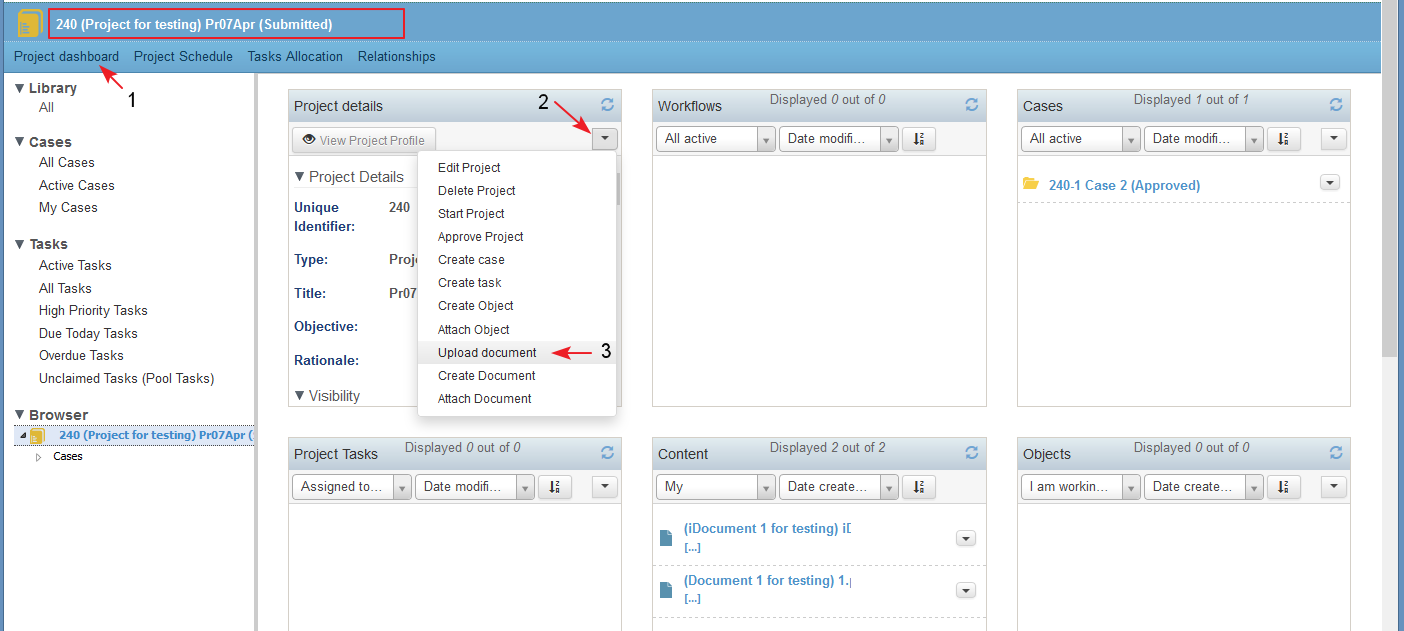 240 (Project for testing) Pr07Apr (Submitted)
Project dashboard Project Schedule Tasks Allocation Relationships
1
Library
All
Cases
All Cases
Active Cases
My Cases
Tasks
Active Tasks
All Tasks
High Priority Tasks
Due Today Tasks
Overdue Tasks
Unclaimed Tasks (Pool Tasks)
Browser
240 (Project for testing) Pr07Apr (
Cases
Project details
2
View Project Profile
Project Details
Unique Identifier: 240
Type: Proj
Title: Pr07
Objective:
Rationale:
Visibility
Edit Project
Delete Project
Start Project
Approve Project
Create case
Create task
Create Object
Attach Object
Upload document 3
Create Document
Attach Document
Workflows Displayed 0 out of 0
All active Date modifi...
Cases Displayed 1 out of 1
All active Date modifi...
240-1 Case 2 (Approved)
Project Tasks Displayed 0 out of 0
Assigned to... Date modifi...
Content Displayed 2 out of 2
My Date create...
(iDocument 1 for testing) iD
[...]
(Document 1 for testing) 1.
[...]
Objects Displayed 0 out of 0
I am workin... Date create...